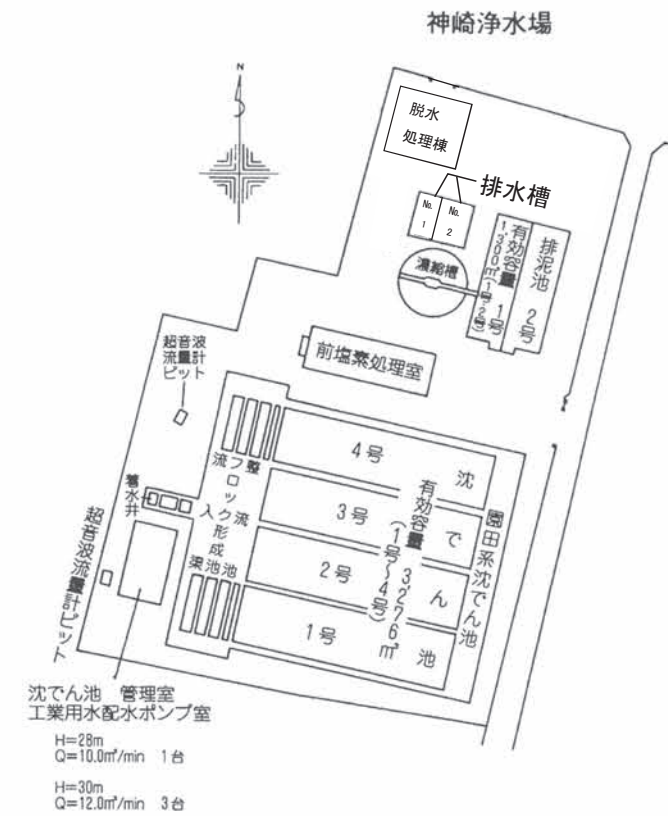 神崎浄水場
N
脱水
処理棟
排水槽
No.
1
No.
2
濃縮槽
排泥池 2号
1号
有効容量
1,300㎥(1号・2号)
前塩素処理室
超音波
流量計
ピット
4号
3号
2号
1号
沈でん池
有効容量 3,276㎥
(1号〜4号)
園田系沈でん池
整流池
フロック形成池
流入渠
着水井
超音波流量計ピット
沈でん池 管理室
工業用水配水ポンプ室
H=28m
Q=10.0㎥/min 1台
H=30m
Q=12.0㎥/min 3台